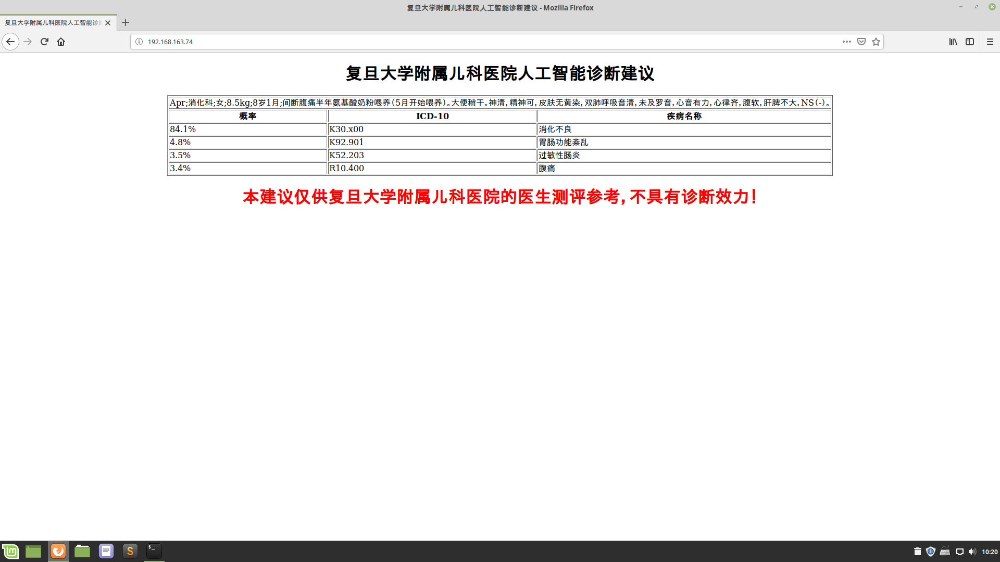 复旦大学附属儿科医院人工智能诊断建议 - Mozilla Firefox
复旦大学附属儿科医院人工智能诊
192.168.163.74
复旦大学附属儿科医院人工智能诊断建议
Apr;消化科;女;8.5kg;8岁1月;间断腹痛半年氨基酸奶粉喂养（5月开始喂养）。大便稍干。神清，精神可，皮肤无黄染，双肺呼吸音清，未及罗音，心音有力，心律齐，腹软，肝脾不大，NS（-）。
概率 ICD-10 疾病名称
84.1% K30.x00 消化不良
4.8% K92.901 胃肠功能紊乱
3.5% K52.203 过敏性肠炎
3.4% R10.400 腹痛
本建议仅供复旦大学附属儿科医院的医生测评参考，不具有诊断效力！
10:20